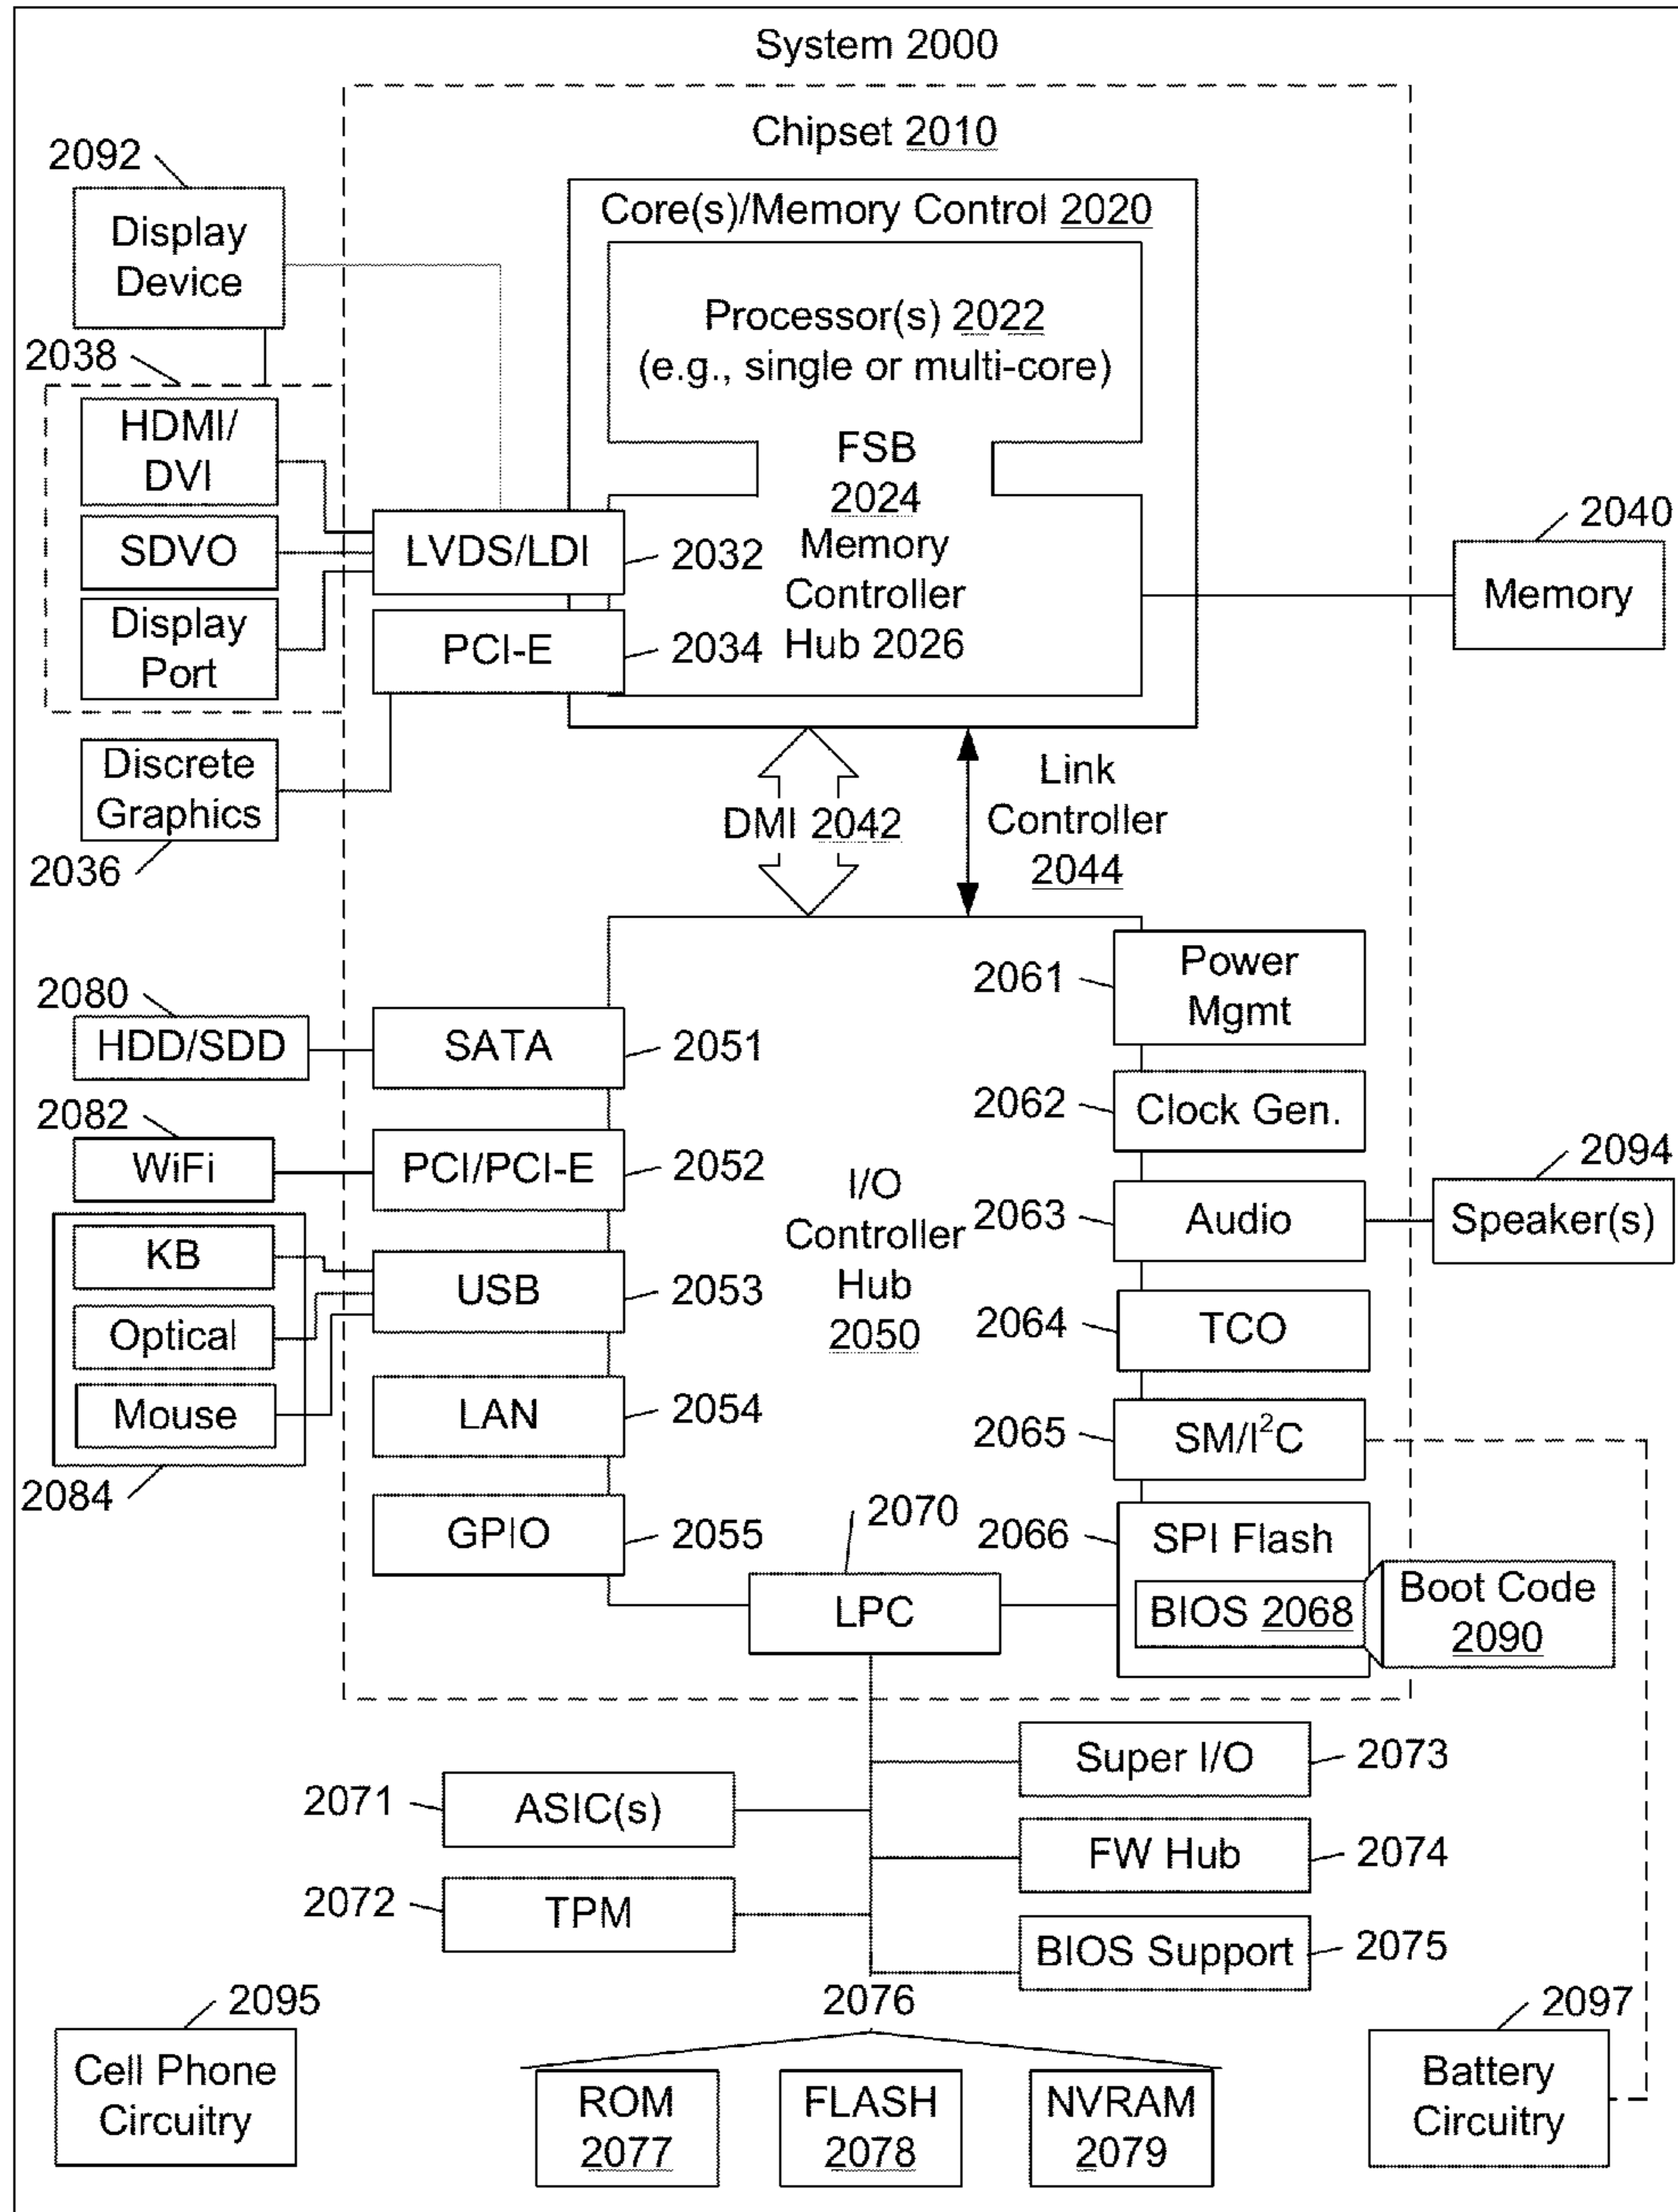 System 2000
Chipset 2010
2092
Display
Device
Core(s)/Memory Control 2020
Processor(s) 2022
(e.g., single or multi-core)
2038
HDMI/
DVI
SDVO
Display
Port
FSB
2024
LVDS/LDI
2032
PCI-E
2034
Memory
Controller
Hub 2026
2040
Memory
Discrete
Graphics
2036
DMI 2042
Link
Controller
2044
2080
HDD/SDD
SATA
2051
2061
Power
Mgmt
2062
Clock Gen.
2082
WiFi
PCI/PCI-E
2052
I/O
Controller
Hub
2050
2063
Audio
2094
Speaker(s)
KB
Optical
Mouse
2084
USB
2053
2064
TCO
LAN
2054
2065
SM/I²C
GPIO
2055
2070
LPC
2066
SPI Flash
BIOS 2068
Boot Code
2090
Super I/O
2073
2071
ASIC(s)
FW Hub
2074
2072
TPM
BIOS Support
2075
2095
Cell Phone
Circuitry
2076
ROM
2077
FLASH
2078
NVRAM
2079
2097
Battery
Circuitry